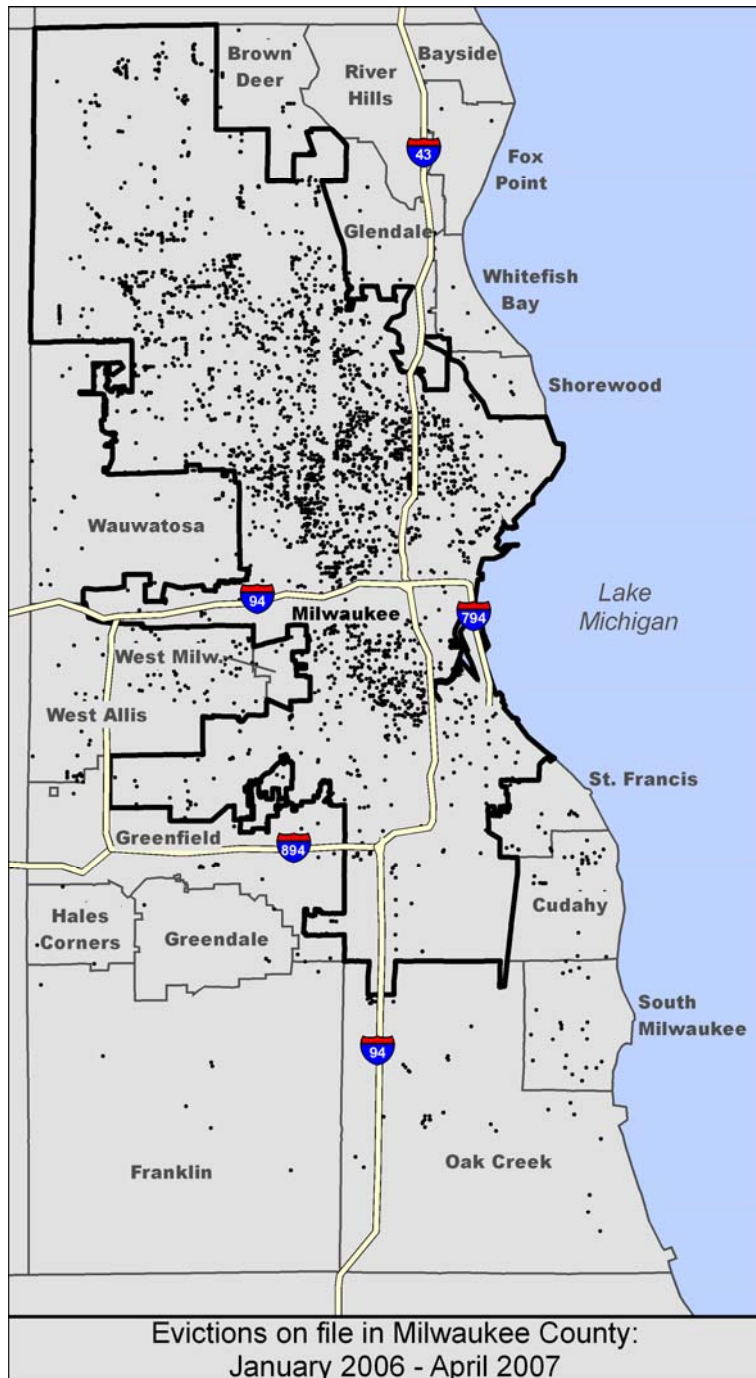 Brown
Deer
River
Hills
Bayside
43
Fox
Point
Glendale
Whitefish
Bay
Shorewood
Wauwatosa
94
Milwaukee
794
Lake
Michigan
West Milw.
West Allis
St. Francis
Greenfield
894
Cudahy
Hales
Corners
Greendale
South
Milwaukee
94
Franklin
Oak Creek
Evictions on file in Milwaukee County:
January 2006 - April 2007